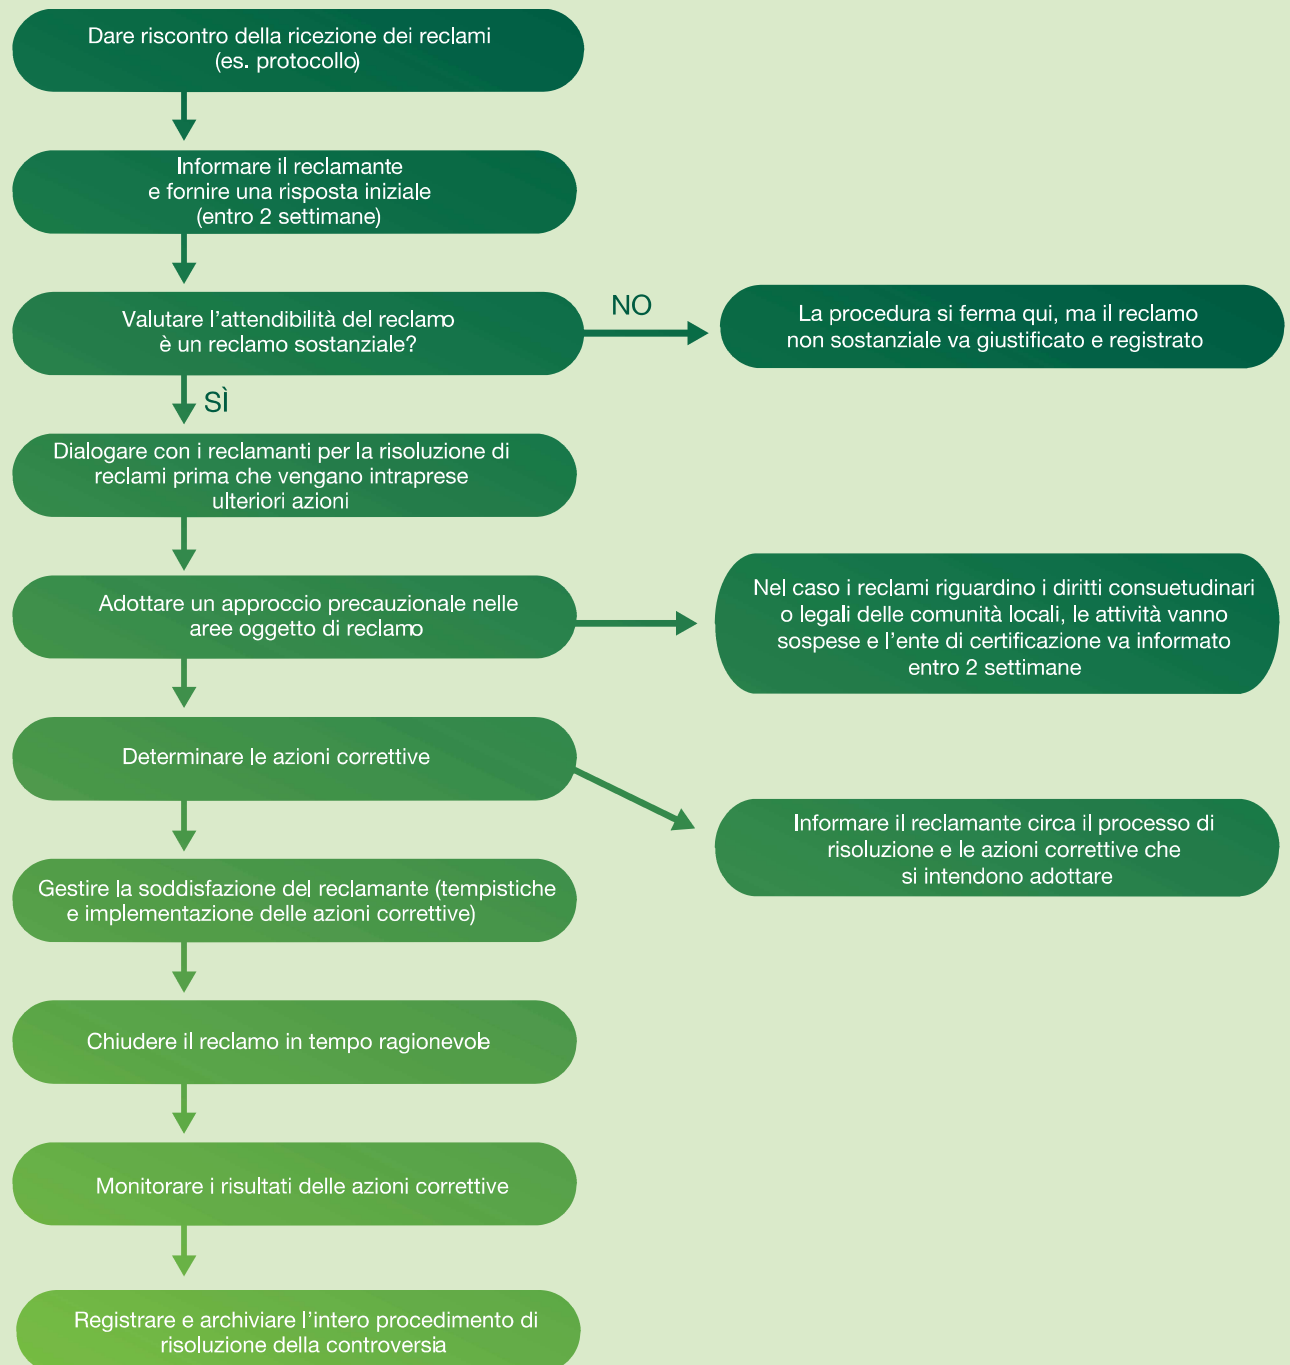 Dare riscontro della ricezione dei reclami
(es. protocollo)
Informare il reclamante
e fornire una risposta iniziale
(entro 2 settimane)
Valutare l'attendibilità del reclamo
è un reclamo sostanziale?
NO
La procedura si ferma qui, ma il reclamo
non sostanziale va giustificato e registrato
SÌ
Dialogare con i reclamanti per la risoluzione di
reclami prima che vengano intraprese
ulteriori azioni
Adottare un approccio precauzionale nelle
aree oggetto di reclamo
Nel caso i reclami riguardino i diritti consuetudinari
o legali delle comunità locali, le attività vanno
sospese e l'ente di certificazione va informato
entro 2 settimane
Determinare le azioni correttive
Informare il reclamante circa il processo di
risoluzione e le azioni correttive che
si intendono adottare
Gestire la soddisfazione del reclamante (tempistiche
e implementazione delle azioni correttive)
Chiudere il reclamo in tempo ragionevole
Monitorare i risultati delle azioni correttive
Registrare e archiviare l'intero procedimento di
risoluzione della controversia